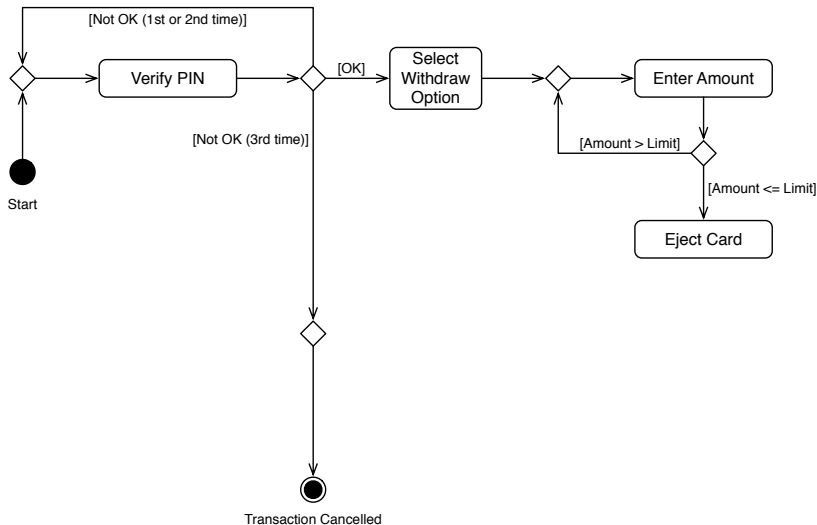 [Not OK (1st or 2nd time)]
Verify PIN
[OK]
Select
Withdraw
Option
Enter Amount
[Not OK (3rd time)]
[Amount > Limit]
[Amount <= Limit]
Start
Eject Card
Transaction Cancelled